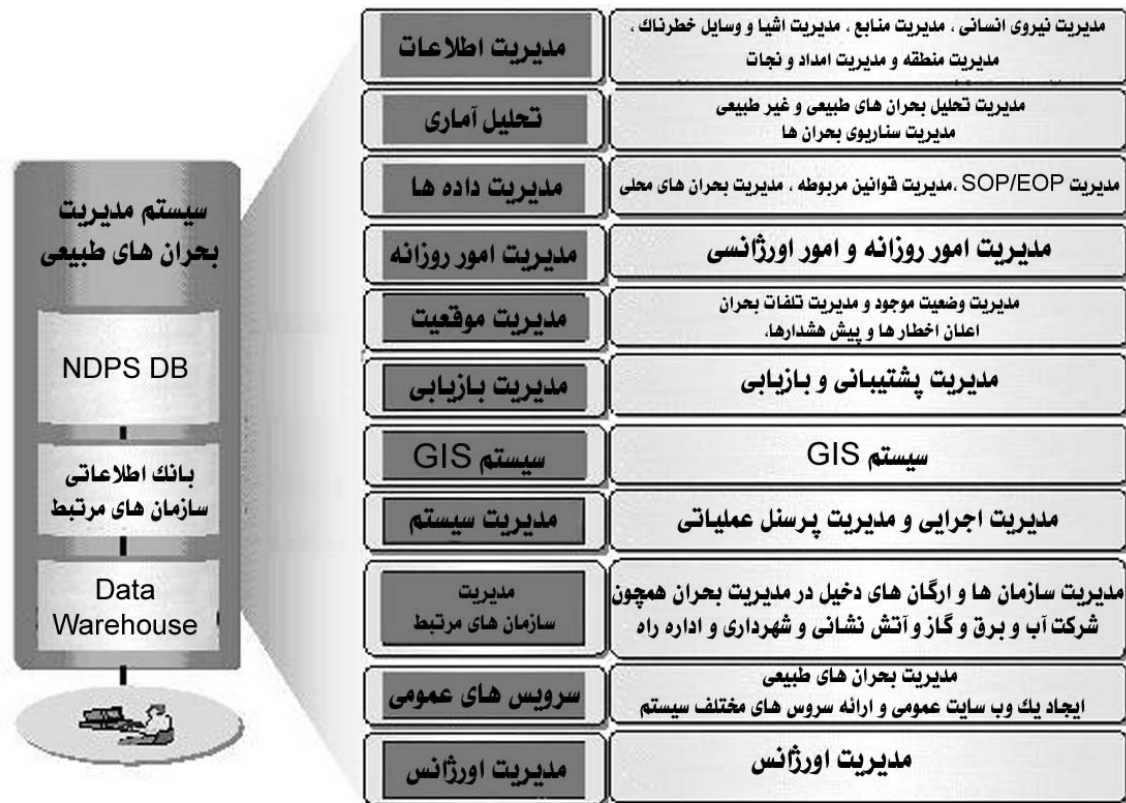 سیستم مدیریت
بحران های طبیعی
NDPS DB
بانك اطلاعاتی
سازمان های مرتبط
Data
Warehouse
مدیریت اطلاعات
مدیریت نیروی انسانی ، مدیریت منابع ، مدیریت اشیا و وسایل خطرناك ،
مدیریت منطقه و مدیریت امداد و نجات
تحلیل آماری
مدیریت تحلیل بحران های طبیعی و غیر طبیعی
مدیریت سناریوی بحران ها
مدیریت داده ها
مدیریت SOP/EOP ،مدیریت قوانین مربوطه ، مدیریت بحران های محلی
مدیریت امور روزانه
مدیریت امور روزانه و امور اورژانسی
مدیریت موقعیت
مدیریت وضعیت موجود و مدیریت تلفات بحران
اعلان اخطار ها و پیش هشدارها،
مدیریت بازیابی
مدیریت پشتیبانی و بازیابی
سیستم GIS
سیستم GIS
مدیریت سیستم
مدیریت اجرایی و مدیریت پرسنل عملیاتی
مدیریت
سازمان های مرتبط
مدیریت سازمان ها و ارگان های دخیل در مدیریت بحران همچون
شرکت آب و برق و گاز و آتش نشانی و شهرداری و اداره راه
سرویس های عمومی
مدیریت بحران های طبیعی
ایجاد یك وب سایت عمومی و ارائه سروس های مختلف سیستم
مدیریت اورژانس
مدیریت اورژانس